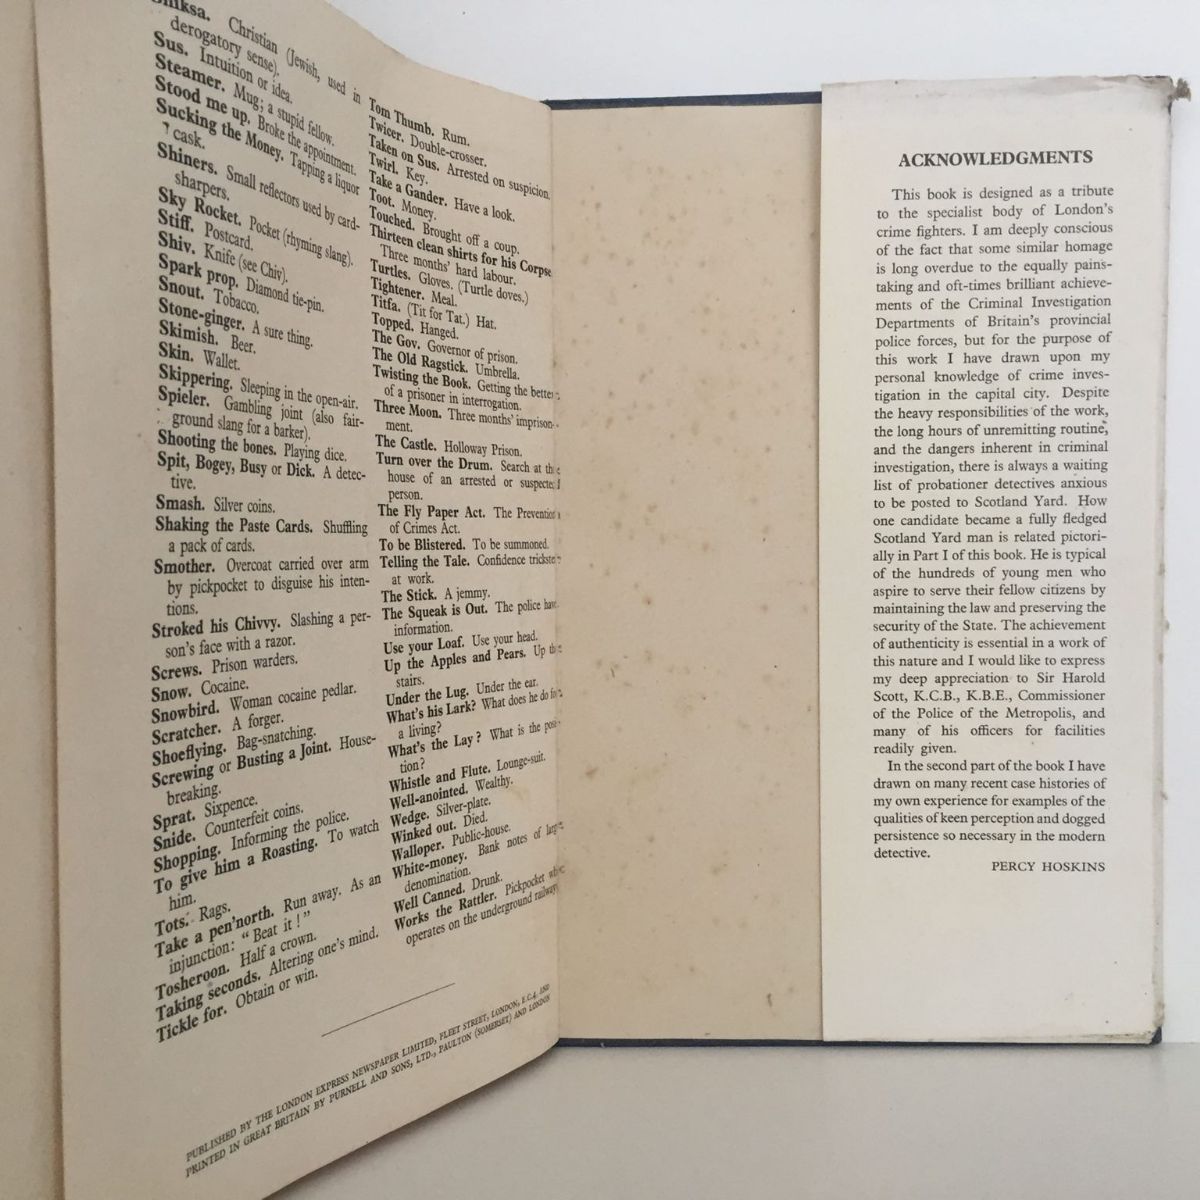 Shiksa. Christian (Jewish, used in
derogatory sense).
Sus. Intuition or idea.
Steamer. Mug; a stupid fellow.
Stood me up. Broke the appointment.
Sucking the Money. Tapping a liquor
cask.
Shiners. Small reflectors used by card-
sharpers.
Sky Rocket. Pocket (rhyming slang).
Stiff. Postcard.
Shiv. Knife (see Chiv).
Spark prop. Diamond tie-pin.
Snout. Tobacco.
Stone-ginger. A sure thing.
Skimish. Beer.
Skin. Wallet.
Skippering. Sleeping in the open-air.
Spieler. Gambling joint (also fair-
ground slang for a barker).
Shooting the bones. Playing dice.
Spit, Bogey, Busy or Dick. A detec-
tive.
Smash. Silver coins.
Shaking the Paste Cards. Shuffling
a pack of cards.
Smother. Overcoat carried over arm
by pickpocket to disguise his inten-
tions.
Stroked his Chivvy. Slashing a per-
son's face with a razor.
Screws. Prison warders.
Snow. Cocaine.
Snowbird. Woman cocaine pedlar.
Scratcher. A forger.
Shoeflying. Bag-snatching.
Screwing or Busting a Joint. House-
breaking.
Sprat. Sixpence.
Snide. Counterfeit coins.
Shopping. Informing the police.
To give him a Roasting. To watch
him.
Tots. Rags.
Take a pen'north. Run away. As an
injunction: "Beat it!"
Tosheroon. Half a crown.
Taking seconds. Altering one's mind.
Tickle for. Obtain or win.
Tom Thumb. Rum.
Twicer. Double-crosser.
Taken on Sus. Arrested on suspicion.
Twirl. Key.
Take a Gander. Have a look.
Toot. Money.
Touched. Brought off a coup.
Thirteen clean shirts for his Corpse
Three months' hard labour.
Turtles. Gloves. (Turtle doves.)
Tightener. Meal.
Titfa. (Tit for Tat.) Hat.
Topped. Hanged.
The Gov. Governor of prison.
The Old Ragstick. Umbrella.
Twisting the Book. Getting the better
of a prisoner in interrogation.
Three Moon. Three months' imprison-
ment.
The Castle. Holloway Prison.
Turn over the Drum. Search at the
house of an arrested or suspected
person.
The Fly Paper Act. The Prevention
of Crimes Act.
To be Blistered. To be summoned.
Telling the Tale. Confidence trickster
at work.
The Stick. A jemmy.
The Squeak is Out. The police have
information.
Use your Loaf. Use your head.
Up the Apples and Pears. Up the
stairs.
Under the Lug. Under the ear.
What's his Lark? What does he do for
a living?
What's the Lay? What is the posi-
tion?
Whistle and Flute. Lounge-suit.
Well-anointed. Wealthy.
Wedge. Silver-plate.
Winked out. Died.
Walloper. Public-house.
White-money. Bank notes of large
denomination.
Well Canned. Drunk.
Works the Rattler. Pickpocket who
operates on the underground railway
PUBLISHED BY THE LONDON EXPRESS NEWSPAPER LIMITED, FLEET STREET, LONDON, E.C.4. AND
PRINTED IN GREAT BRITAIN BY PURNELL AND SONS, LTD., PAULTON (SOMERSET) AND LONDON
ACKNOWLEDGMENTS
This book is designed as a tribute
to the specialist body of London's
crime fighters. I am deeply conscious
of the fact that some similar homage
is long overdue to the equally pains-
taking and oft-times brilliant achieve-
ments of the Criminal Investigation
Departments of Britain's provincial
police forces, but for the purpose of
this work I have drawn upon my
personal knowledge of crime inves-
tigation in the capital city. Despite
the heavy responsibilities of the work,
the long hours of unremitting routine,
and the dangers inherent in criminal
investigation, there is always a waiting
list of probationer detectives anxious
to be posted to Scotland Yard. How
one candidate became a fully fledged
Scotland Yard man is related pictori-
ally in Part I of this book. He is typical
of the hundreds of young men who
aspire to serve their fellow citizens by
maintaining the law and preserving the
security of the State. The achievement
of authenticity is essential in a work of
this nature and I would like to express
my deep appreciation to Sir Harold
Scott, K.C.B., K.B.E., Commissioner
of the Police of the Metropolis, and
many of his officers for facilities
readily given.
In the second part of the book I have
drawn on many recent case histories of
my own experience for examples of the
qualities of keen perception and dogged
persistence so necessary in the modern
detective.
PERCY HOSKINS